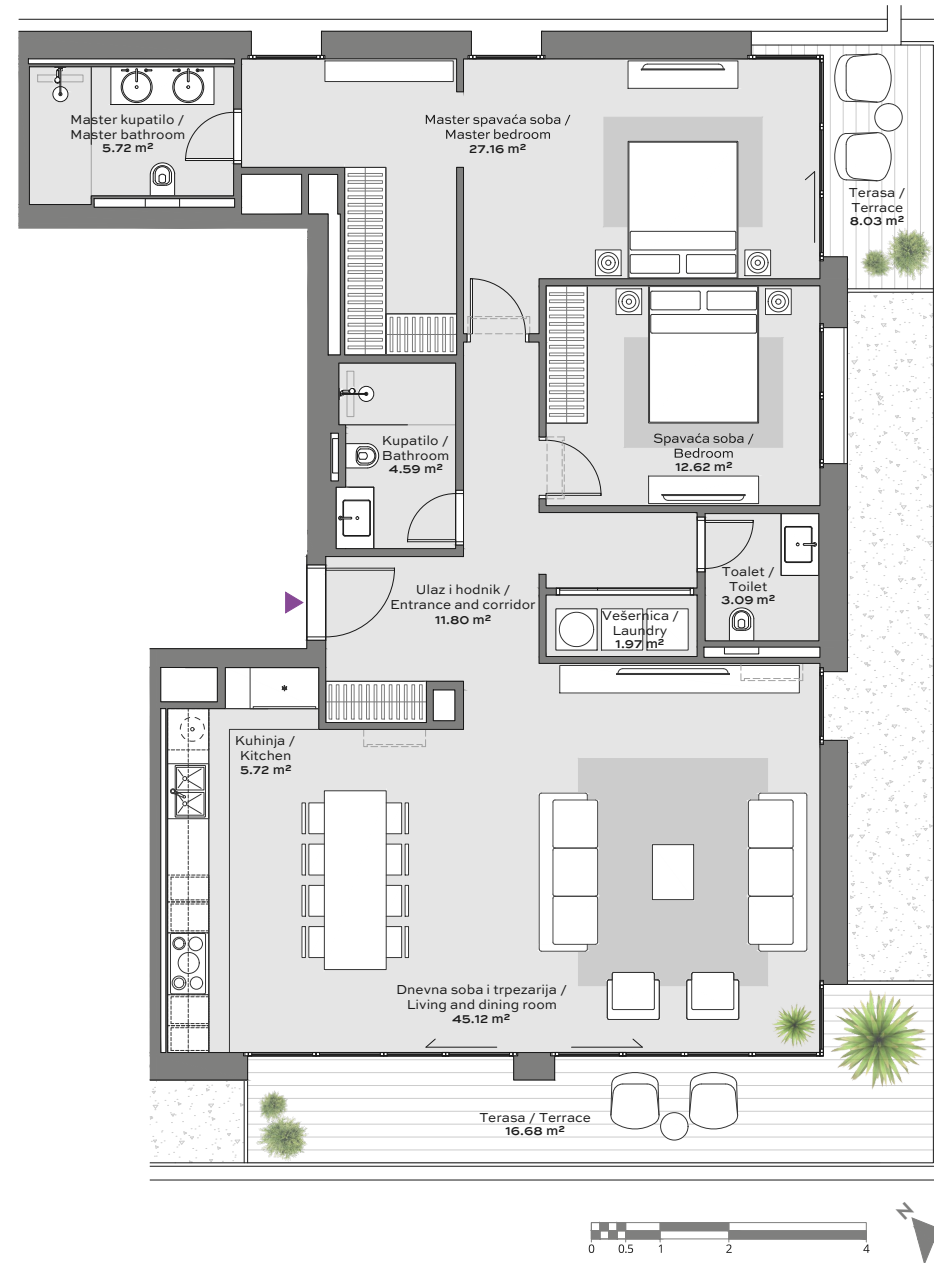 Master kupatilo /
Master bathroom
5.72 m²
Master spavaća soba /
Master bedroom
27.16 m²
Terasa /
Terrace
8.03 m²
Kupatilo /
Bathroom
4.59 m²
Spavaća soba /
Bedroom
12.62 m²
Ulaz i hodnik /
Entrance and corridor
11.80 m²
Vešernica /
Laundry
1.97 m²
Toalet /
Toilet
3.09 m²
Kuhinja /
Kitchen
5.72 m²
Dnevna soba i trpezarija /
Living and dining room
45.12 m²
Terasa / Terrace
16.68 m²
N
0 0.5 1 2 4